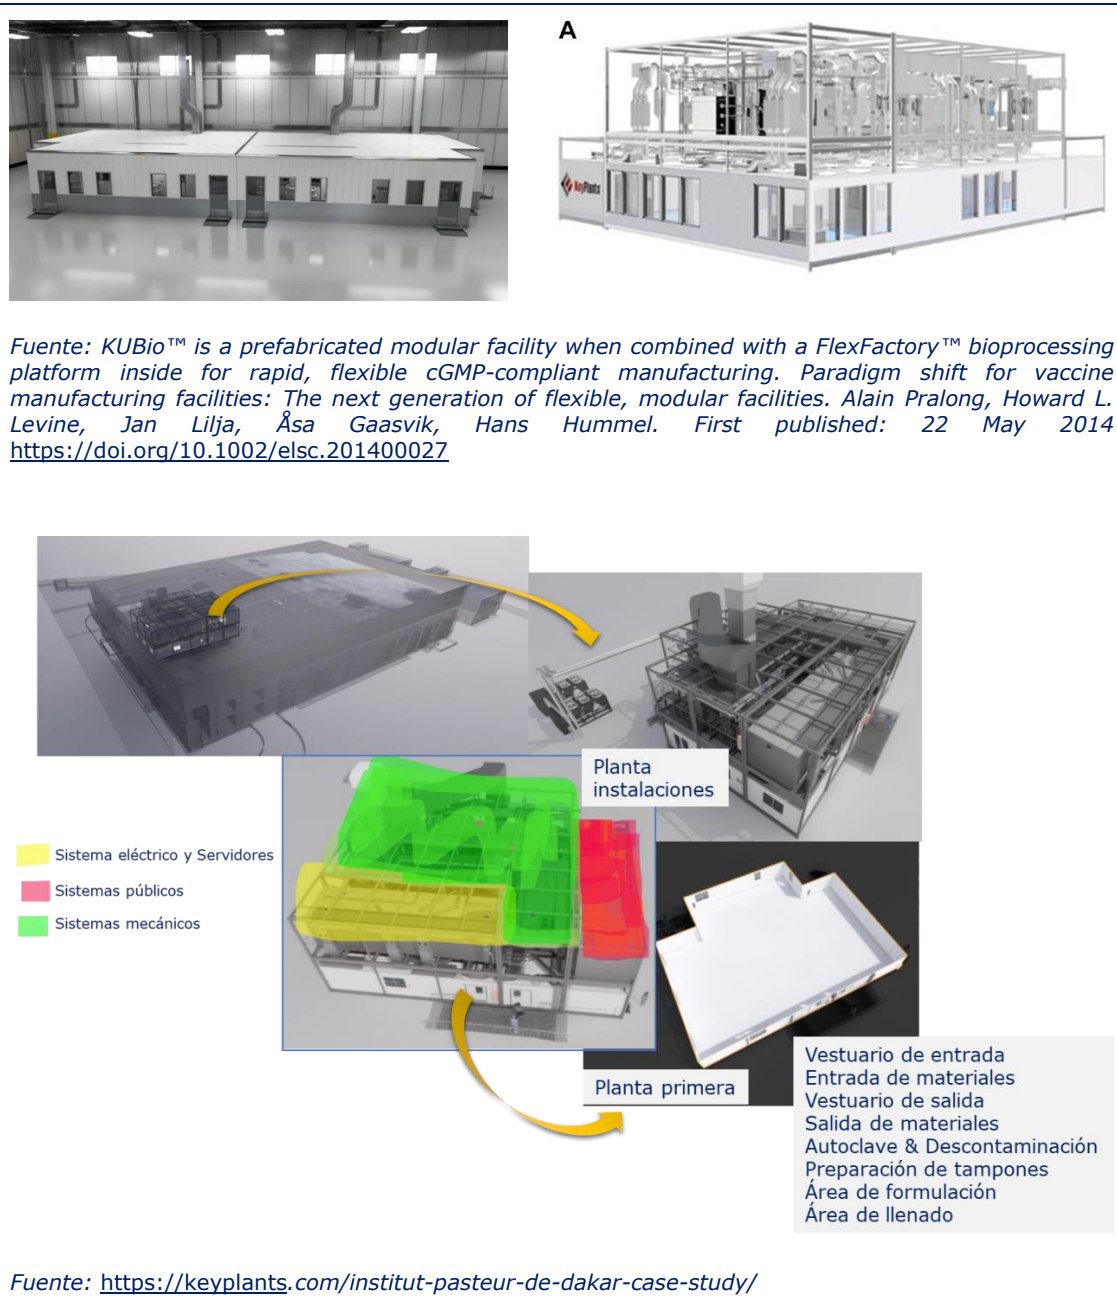 A
KeyPlants
Fuente: KUBio™ is a prefabricated modular facility when combined with a FlexFactory™ bioprocessing
platform inside for rapid, flexible cGMP-compliant manufacturing. Paradigm shift for vaccine
manufacturing facilities: The next generation of flexible, modular facilities. Alain Pralong, Howard L.
Levine, Jan Lilja, Åsa Gaasvik, Hans Hummel. First published: 22 May 2014
https://doi.org/10.1002/elsc.201400027
Planta
instalaciones
Sistema eléctrico y Servidores
Sistemas públicos
Sistemas mecánicos
Planta primera
Vestuario de entrada
Entrada de materiales
Vestuario de salida
Salida de materiales
Autoclave & Descontaminación
Preparación de tampones
Área de formulación
Área de llenado
Fuente: https://keyplants.com/institut-pasteur-de-dakar-case-study/